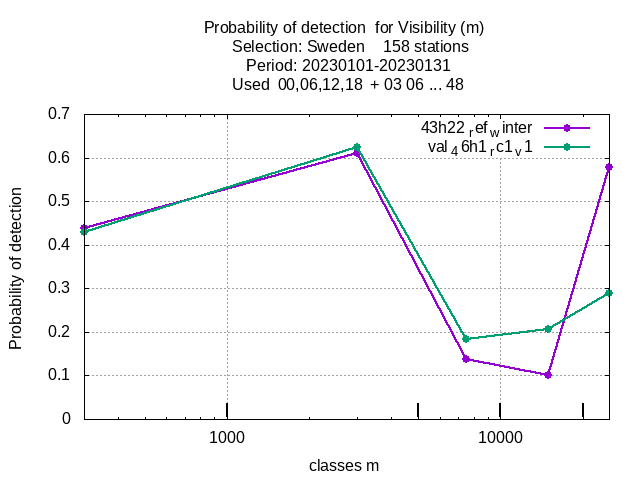 Probability of detection  for Visibility (m)
Selection: Sweden    158 stations
Period: 20230101-20230131
Used  00,06,12,18  + 03 06 ... 48
0.7
0.6
0.5
0.4
0.3
0.2
0.1
0
Probability of detection
43h22_ref_winter
val_46h1_rc1_v1
1000
10000
classes m